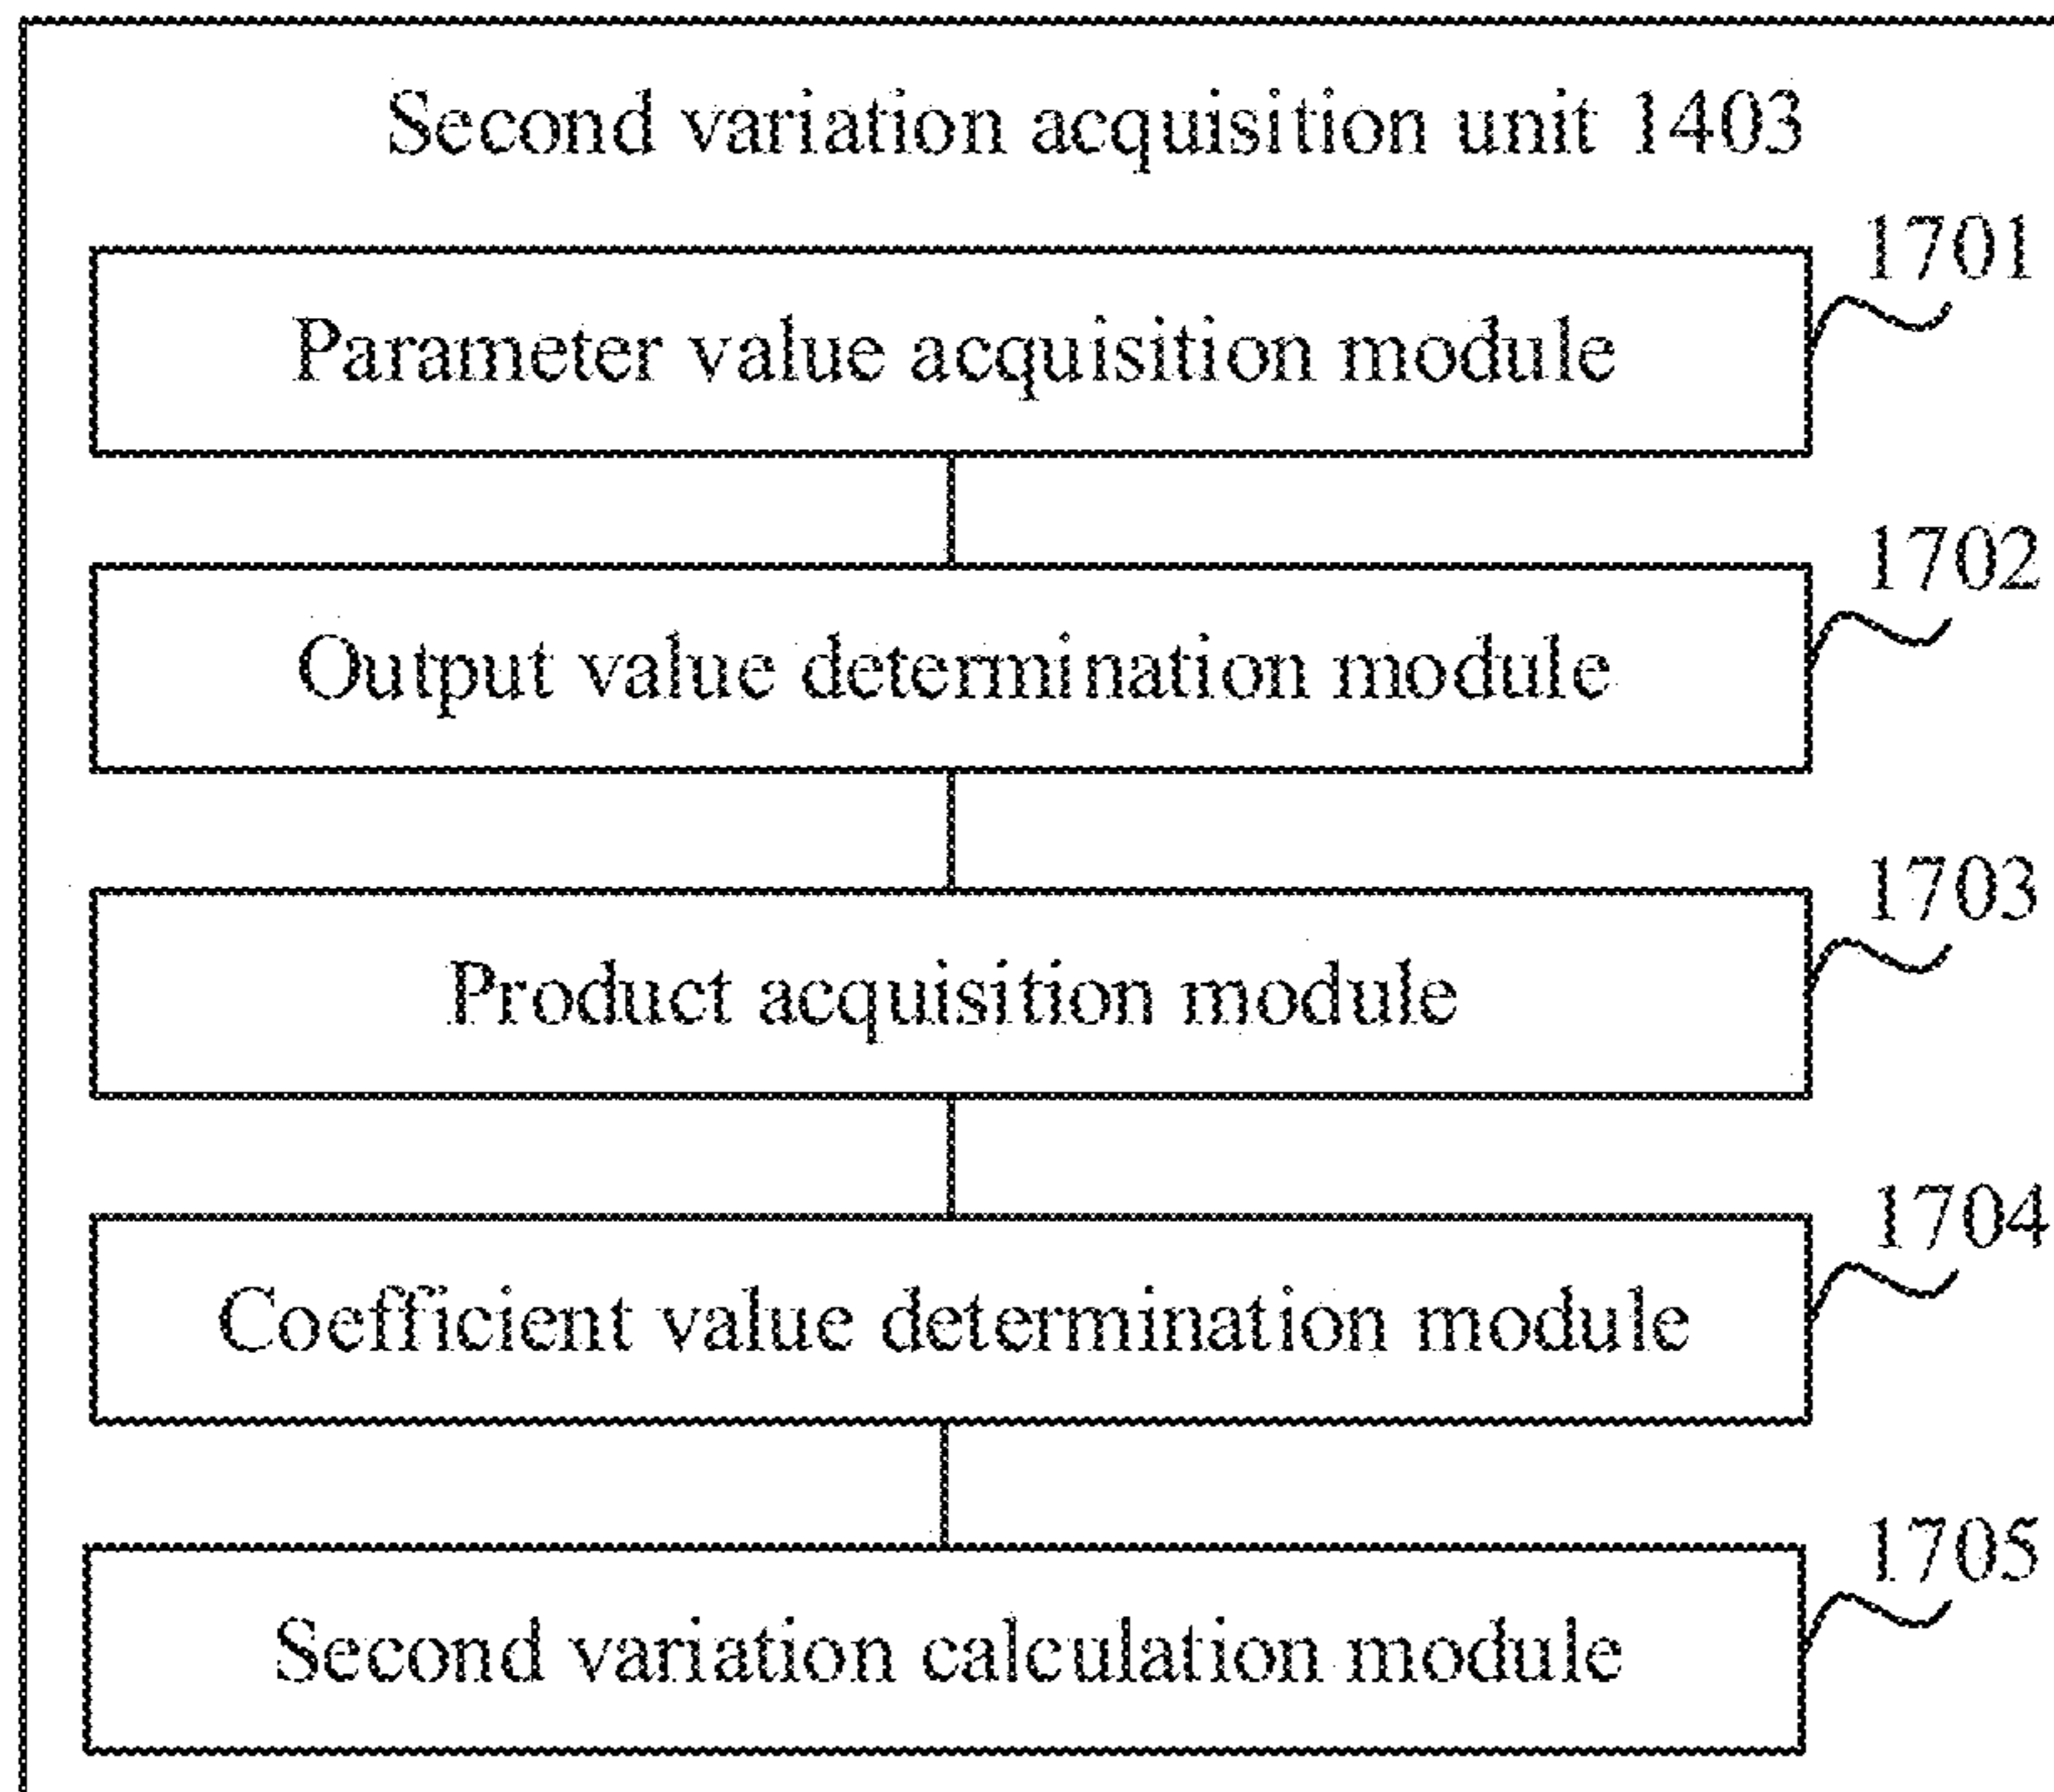 Second variation acquisition unit 1403
1701
Parameter value acquisition module
1702
Output value determination module
1703
Product acquisition module
1704
Coefficient value determination module
1705
Second variation calculation module